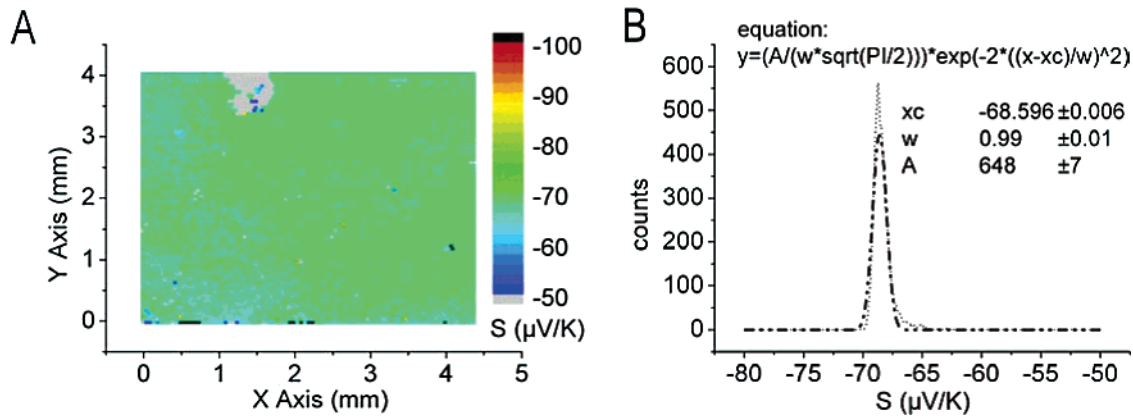 A
4
3
2
1
0
Y Axis (mm)
0 1 2 3 4 5
X Axis (mm)
-100
-90
-80
-70
-60
-50
S (µV/K)
B
equation:
y=(A/(w*sqrt(PI/2)))*exp(-2*((x-xc)/w)^2)
600
500
400
300
200
100
0
counts
xc -68.596 ±0.006
w 0.99 ±0.01
A 648 ±7
-80 -75 -70 -65 -60 -55 -50
S (µV/K)